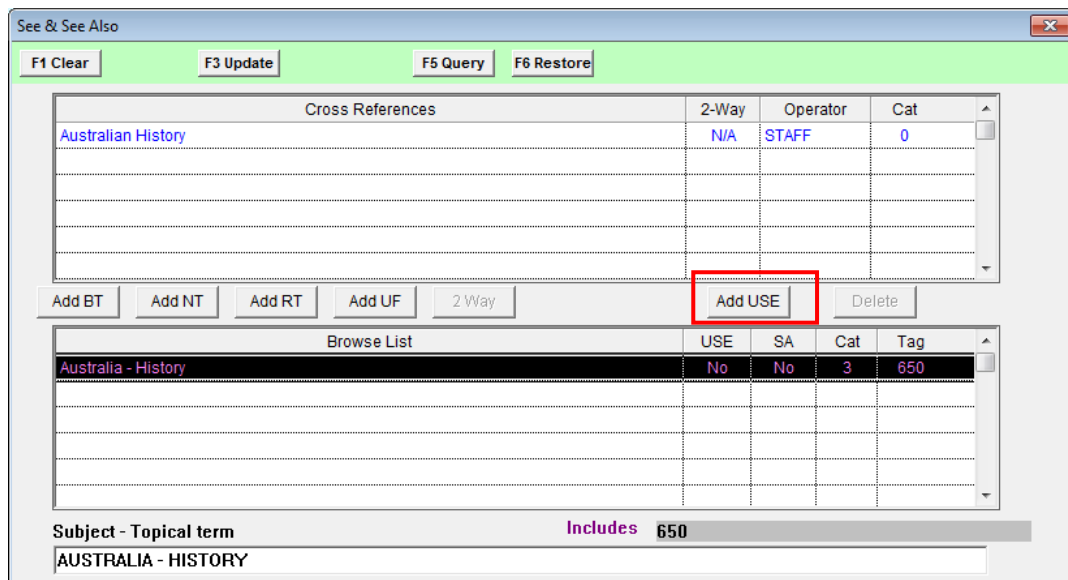 See & See Also
F1 Clear F3 Update F5 Query F6 Restore
Cross References 2-Way Operator Cat
Australian History N/A STAFF 0
Add BT Add NT Add RT Add UF 2 Way Add USE Delete
Browse List USE SA Cat Tag
Australia - History No No 3 650
Subject - Topical term Includes 650
AUSTRALIA - HISTORY